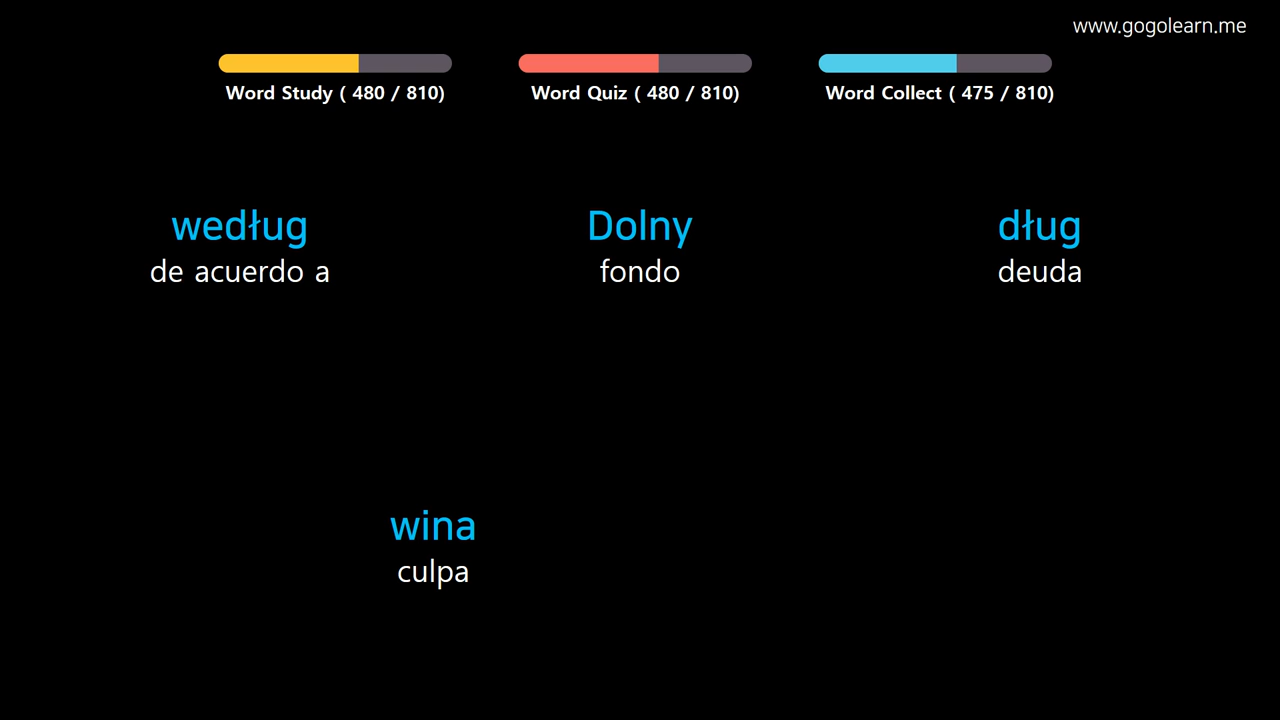 www.gogolearn.me
Word Study ( 480 / 810)
Word Quiz ( 480 / 810)
Word Collect ( 475 / 810)
według
de acuerdo a
Dolny
fondo
dług
deuda
wina
culpa